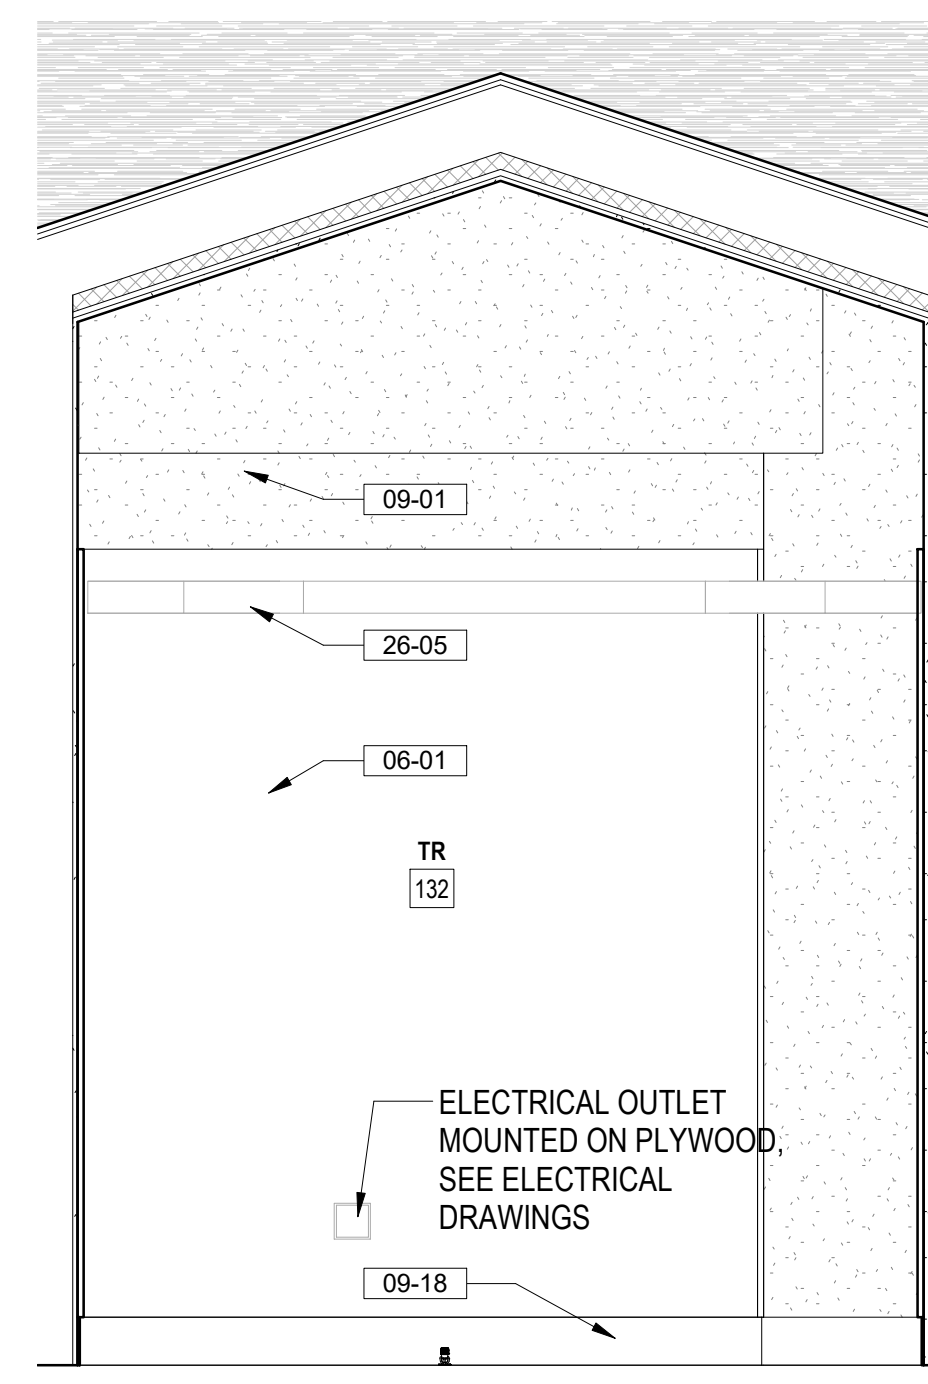 09-01
26-05
06-01
TR
132
ELECTRICAL OUTLET
MOUNTED ON PLYWOOD,
SEE ELECTRICAL
DRAWINGS
09-18